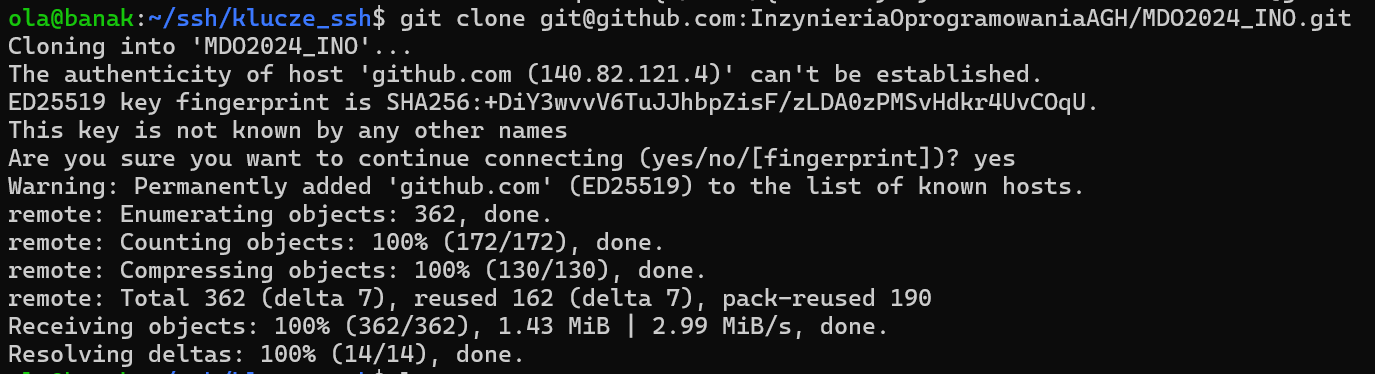 ola@banak:~/ssh/klucze_ssh$ git clone git@github.com:InzynieriaOprogramowaniaAGH/MDO2024_INO.git
Cloning into 'MDO2024_INO'...
The authenticity of host 'github.com (140.82.121.4)' can't be established.
ED25519 key fingerprint is SHA256:+DiY3wvvV6TuJJhbpZisF/zLDA0zPMSvHdkr4UvCOqU.
This key is not known by any other names
Are you sure you want to continue connecting (yes/no/[fingerprint])? yes
Warning: Permanently added 'github.com' (ED25519) to the list of known hosts.
remote: Enumerating objects: 362, done.
remote: Counting objects: 100% (172/172), done.
remote: Compressing objects: 100% (130/130), done.
remote: Total 362 (delta 7), reused 162 (delta 7), pack-reused 190
Receiving objects: 100% (362/362), 1.43 MiB | 2.99 MiB/s, done.
Resolving deltas: 100% (14/14), done.